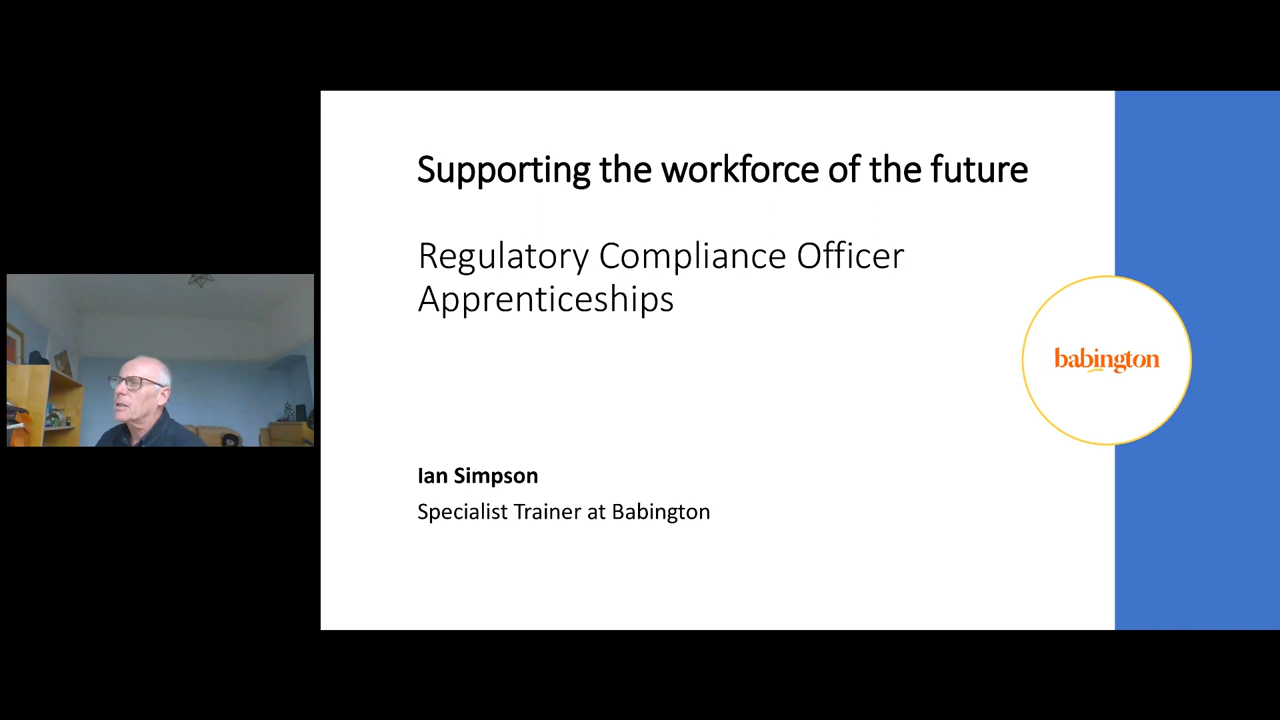 Supporting the workforce of the future
Regulatory Compliance Officer
Apprenticeships
babington
Ian Simpson
Specialist Trainer at Babington